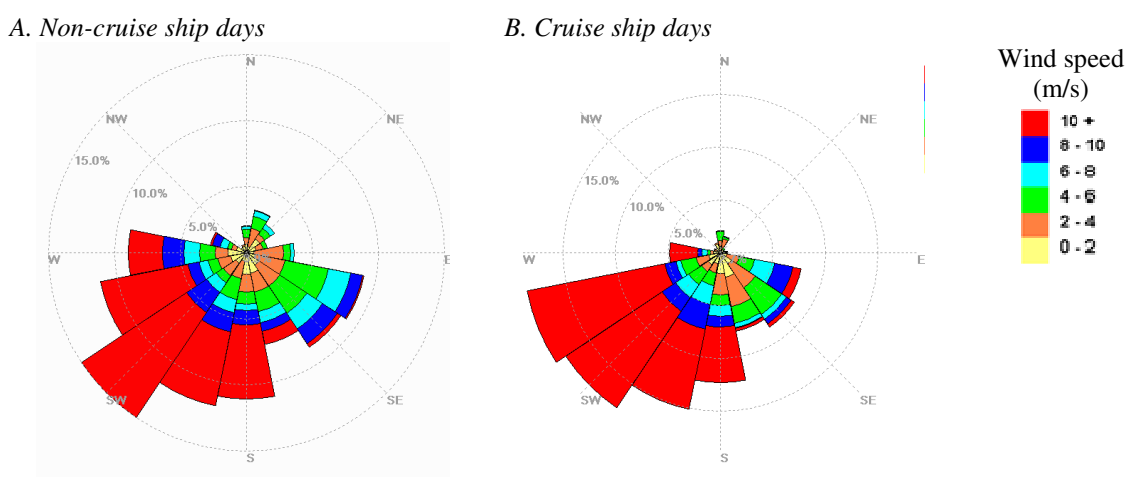 A. Non-cruise ship days
B. Cruise ship days
N
NW
NE
15.0%
10.0%
5.0%
W
E
SW
SE
S
N
NW
NE
15.0%
10.0%
5.0%
W
E
SW
SE
S
Wind speed
(m/s)
10 +
8 - 10
6 - 8
4 - 6
2 - 4
0 - 2